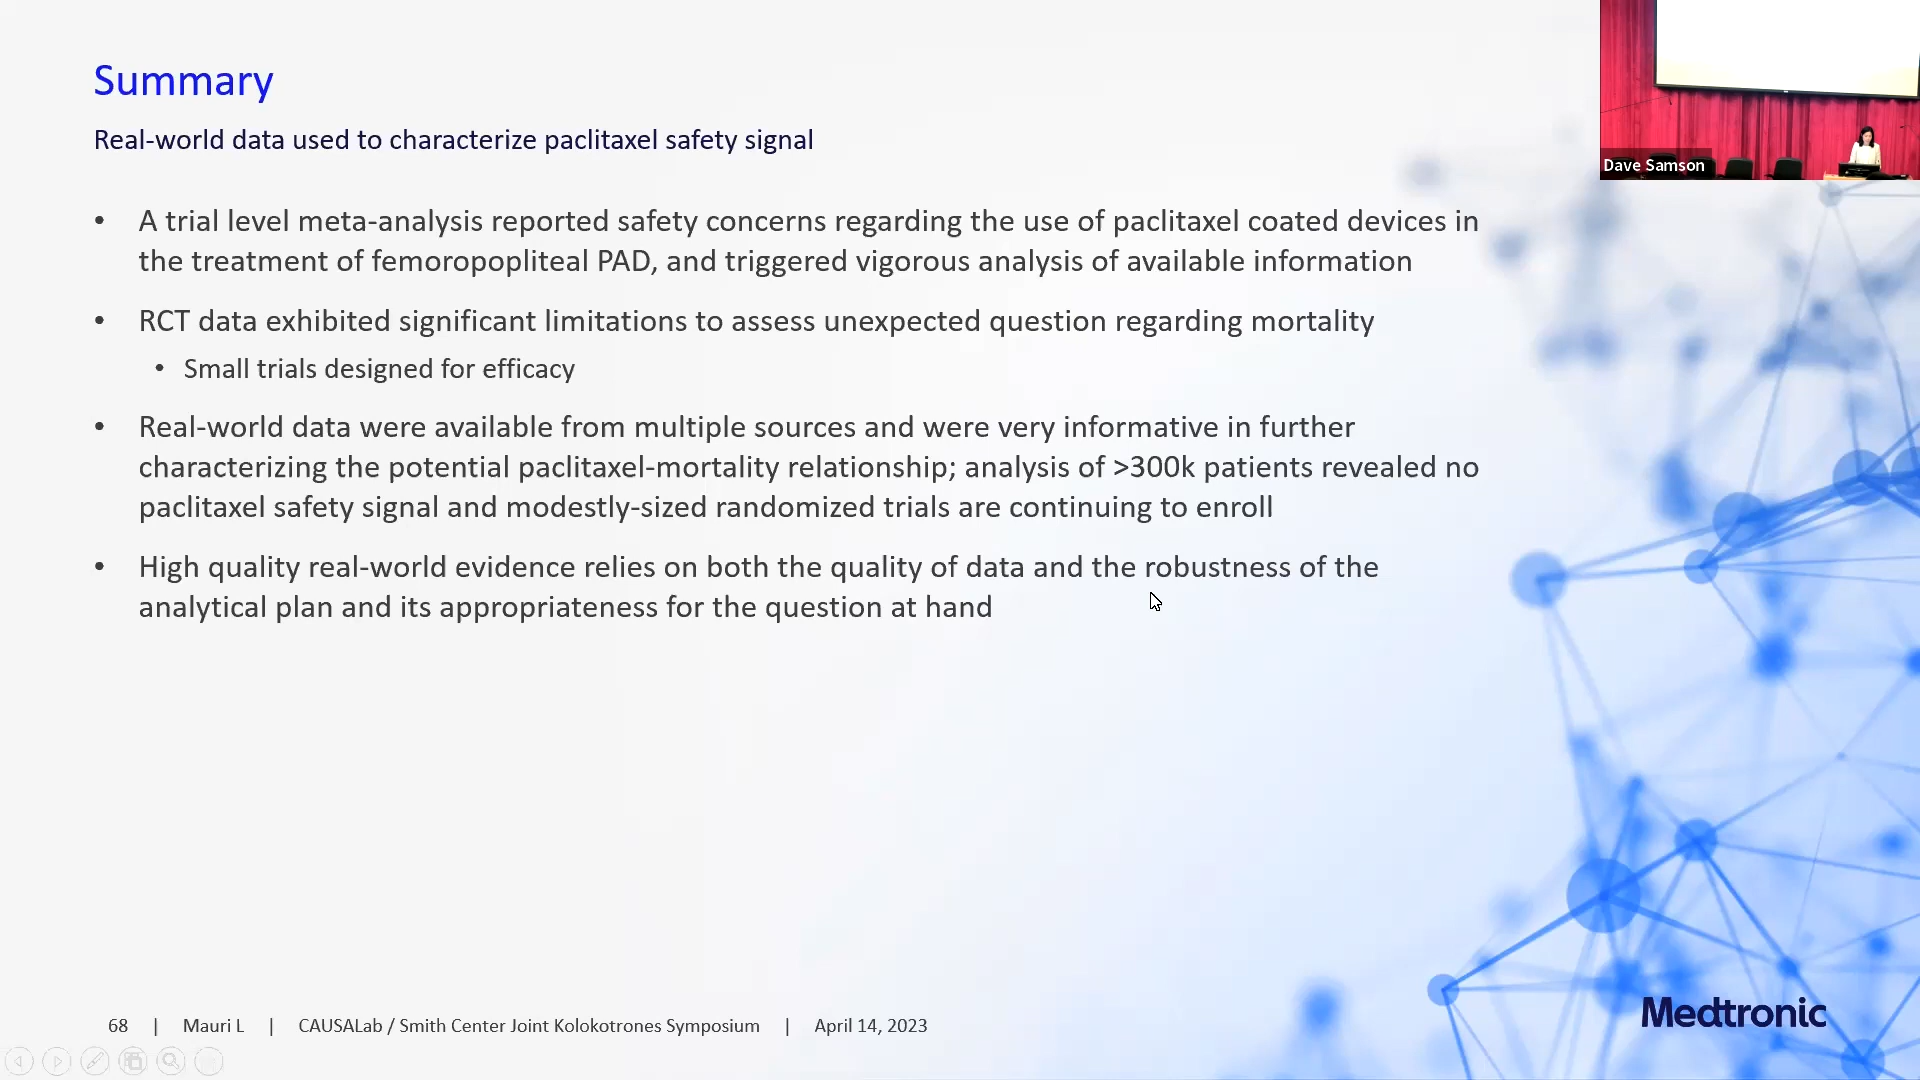 Summary
Real-world data used to characterize paclitaxel safety signal
Dave Samson
• A trial level meta-analysis reported safety concerns regarding the use of paclitaxel coated devices in
the treatment of femoropopliteal PAD, and triggered vigorous analysis of available information
• RCT data exhibited significant limitations to assess unexpected question regarding mortality
• Small trials designed for efficacy
• Real-world data were available from multiple sources and were very informative in further
characterizing the potential paclitaxel-mortality relationship; analysis of >300k patients revealed no
paclitaxel safety signal and modestly-sized randomized trials are continuing to enroll
• High quality real-world evidence relies on both the quality of data and the robustness of the
analytical plan and its appropriateness for the question at hand
68 | Mauri L | CAUSALab / Smith Center Joint Kolokotrones Symposium | April 14, 2023
Medtronic